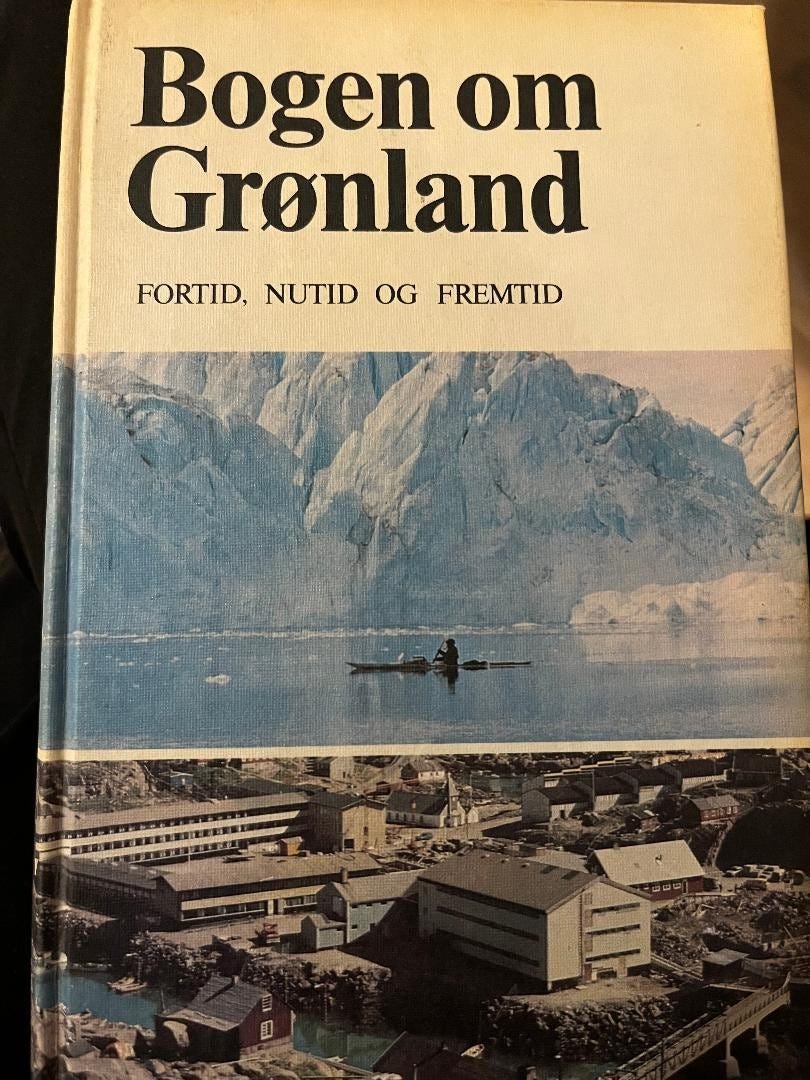 Bogen om
Grønland
FORTID, NUTID OG FREMTID